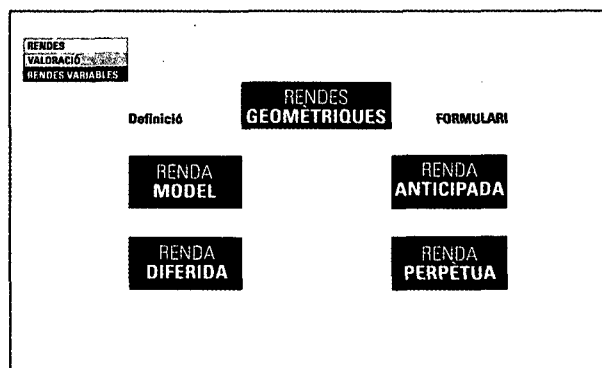 RENDES
VALORACIÓ
RENDES VARIABLES
RENDES
GEOMÈTRIQUES
Definició
FORMULARI
RENDA
MODEL
RENDA
ANTICIPADA
RENDA
DIFERIDA
RENDA
PERPÈTUA